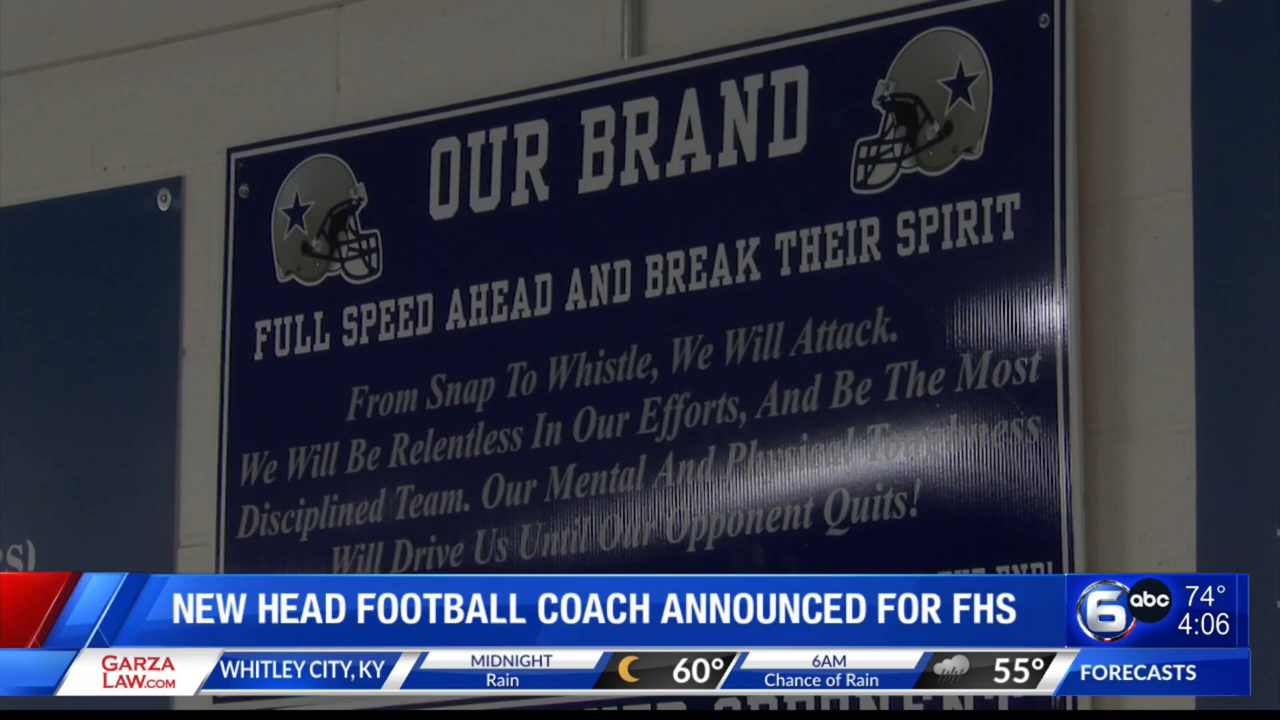 OUR BRAND
FULL SPEED AHEAD AND BREAK THEIR SPIRIT
From Snap To Whistle, We Will Attack.
We Will Be Relentless In Our Efforts, And Be The Most
Disciplined Team. Our Mental And Physical Toughness
Will Drive Us Until Our Opponent Quits!
NEW HEAD FOOTBALL COACH ANNOUNCED FOR FHS
6 abc
74°
4:06
GARZA
LAW.COM
WHITLEY CITY, KY
MIDNIGHT
Rain
60°
6AM
Chance of Rain
55°
FORECASTS